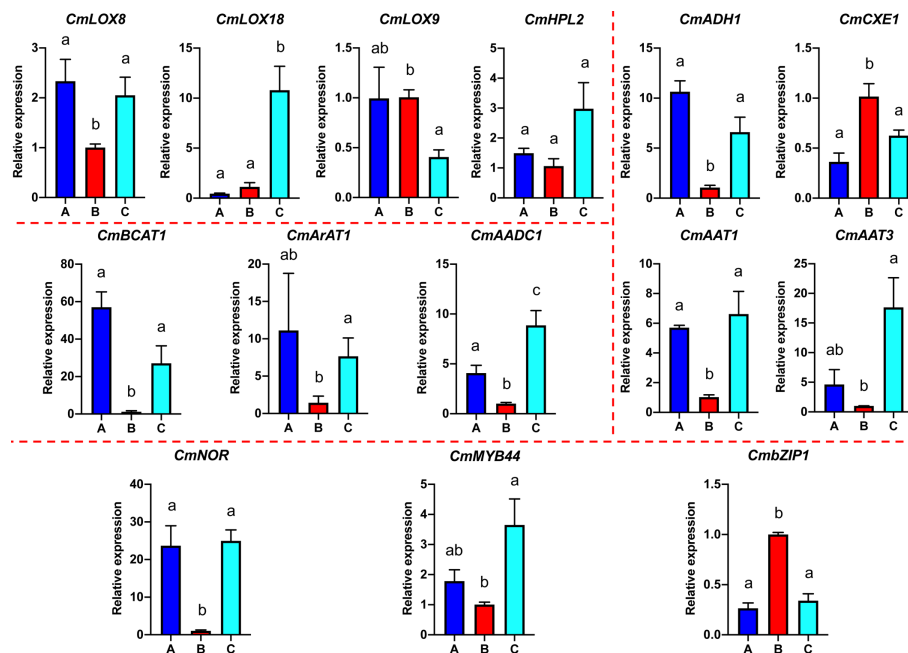 CmLOX8 CmLOX18 CmLOX9 CmHPL2 CmADH1 CmCXE1
Relative expression 3 2 1 0 a b a A B C
Relative expression 15 10 5 0 a a b A B C
Relative expression 1.5 1.0 0.5 0.0 ab b a A B C
Relative expression 5 4 3 2 1 0 a a a A B C
Relative expression 15 10 5 0 a b a A B C
Relative expression 1.5 1.0 0.5 0.0 a b a A B C
CmBCAT1 CmArAT1 CmAADC1 CmAAT1 CmAAT3
Relative expression 80 60 40 20 0 a b a A B C
Relative expression 20 15 10 5 0 ab b a A B C
Relative expression 15 10 5 0 a b c A B C
Relative expression 10 8 6 4 2 0 a b a A B C
Relative expression 25 20 15 10 5 0 ab b a A B C
CmNOR CmMYB44 CmbZIP1
Relative expression 40 30 20 10 0 a b a A B C
Relative expression 5 4 3 2 1 0 ab b a A B C
Relative expression 1.5 1.0 0.5 0.0 a b a A B C